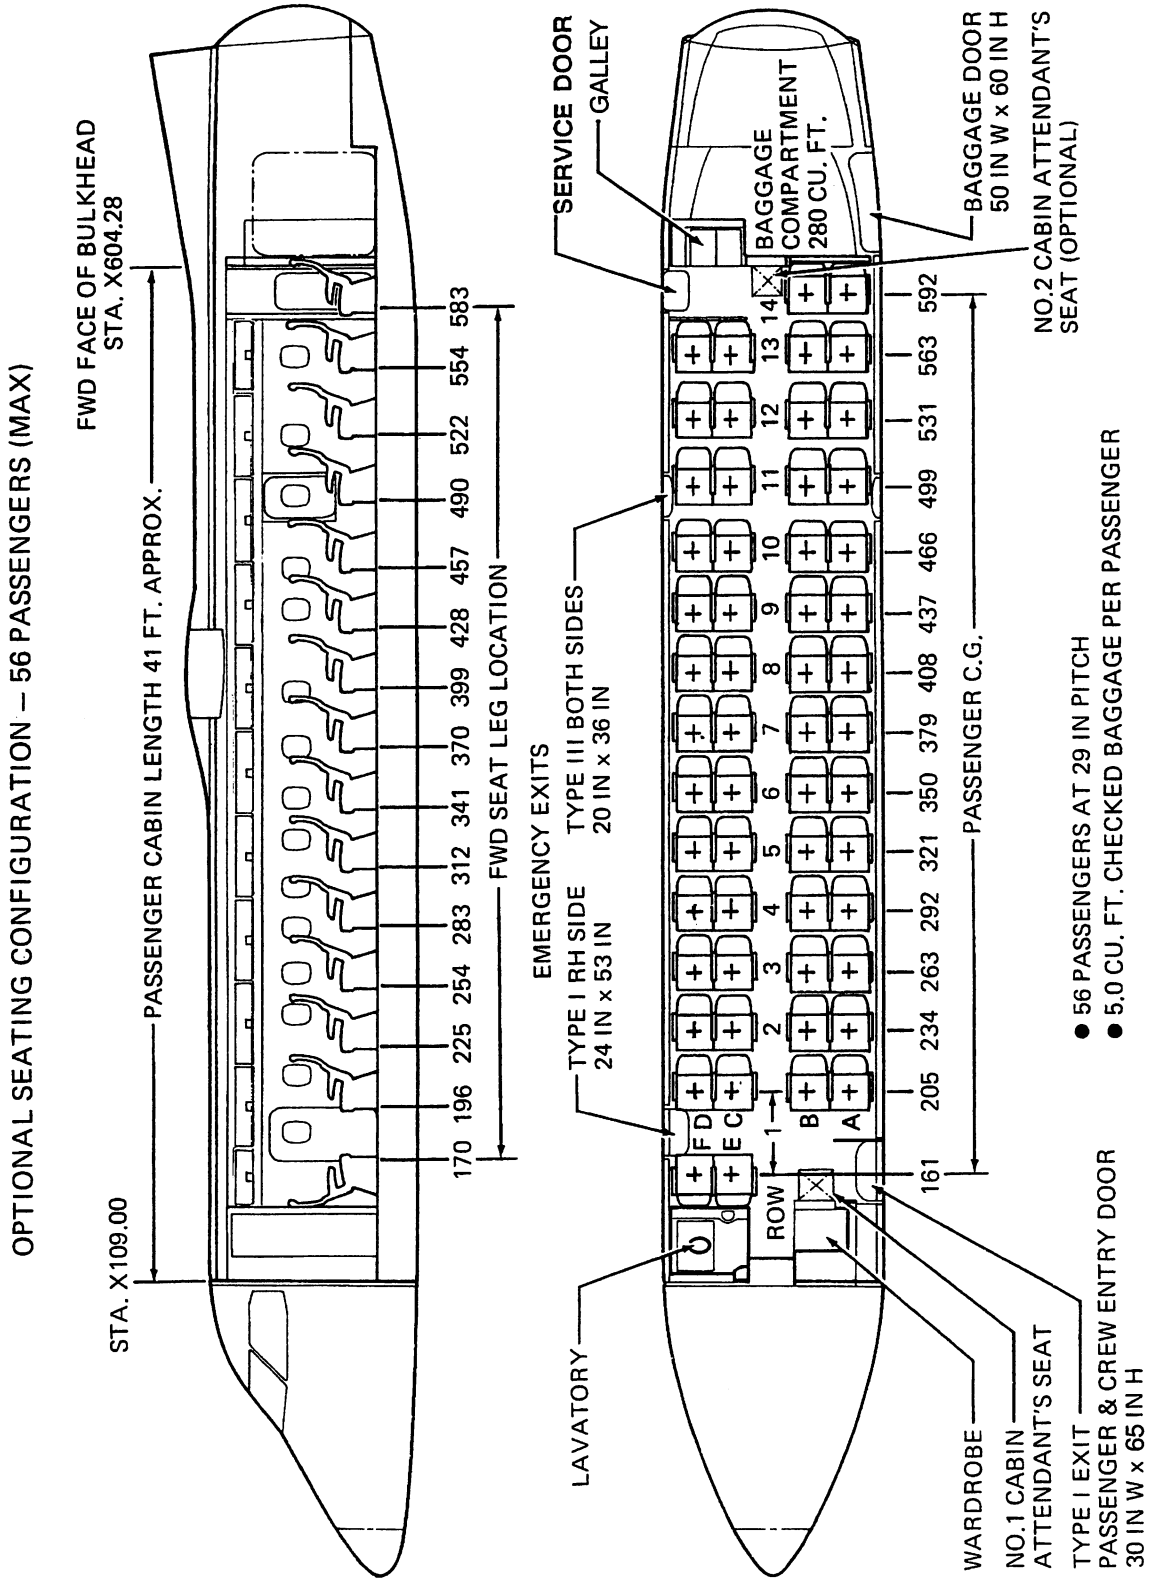 OPTIONAL SEATING CONFIGURATION – 56 PASSENGERS (MAX)
STA. X109.00
PASSENGER CABIN LENGTH 41 FT. APPROX.
FWD FACE OF BULKHEAD
STA. X604.28
170 196 225 254 283 312 341 370 399 428 457 490 522 554 583
FWD SEAT LEG LOCATION
EMERGENCY EXITS
TYPE I RH SIDE
24 IN x 53 IN
TYPE III BOTH SIDES
20 IN x 36 IN
SERVICE DOOR
GALLEY
LAVATORY
F D
E C
B
A
ROW 1 2 3 4 5 6 7 8 9 10 11 12 13 14
BAGGAGE
COMPARTMENT
280 CU. FT.
161 205 234 263 292 321 350 379 408 437 466 499 531 563 592
PASSENGER C.G.
WARDROBE
NO.1 CABIN
ATTENDANT'S SEAT
TYPE I EXIT
PASSENGER & CREW ENTRY DOOR
30 IN W x 65 IN H
BAGGAGE DOOR
50 IN W x 60 IN H
NO.2 CABIN ATTENDANT'S
SEAT (OPTIONAL)
● 56 PASSENGERS AT 29 IN PITCH
● 5.0 CU. FT. CHECKED BAGGAGE PER PASSENGER